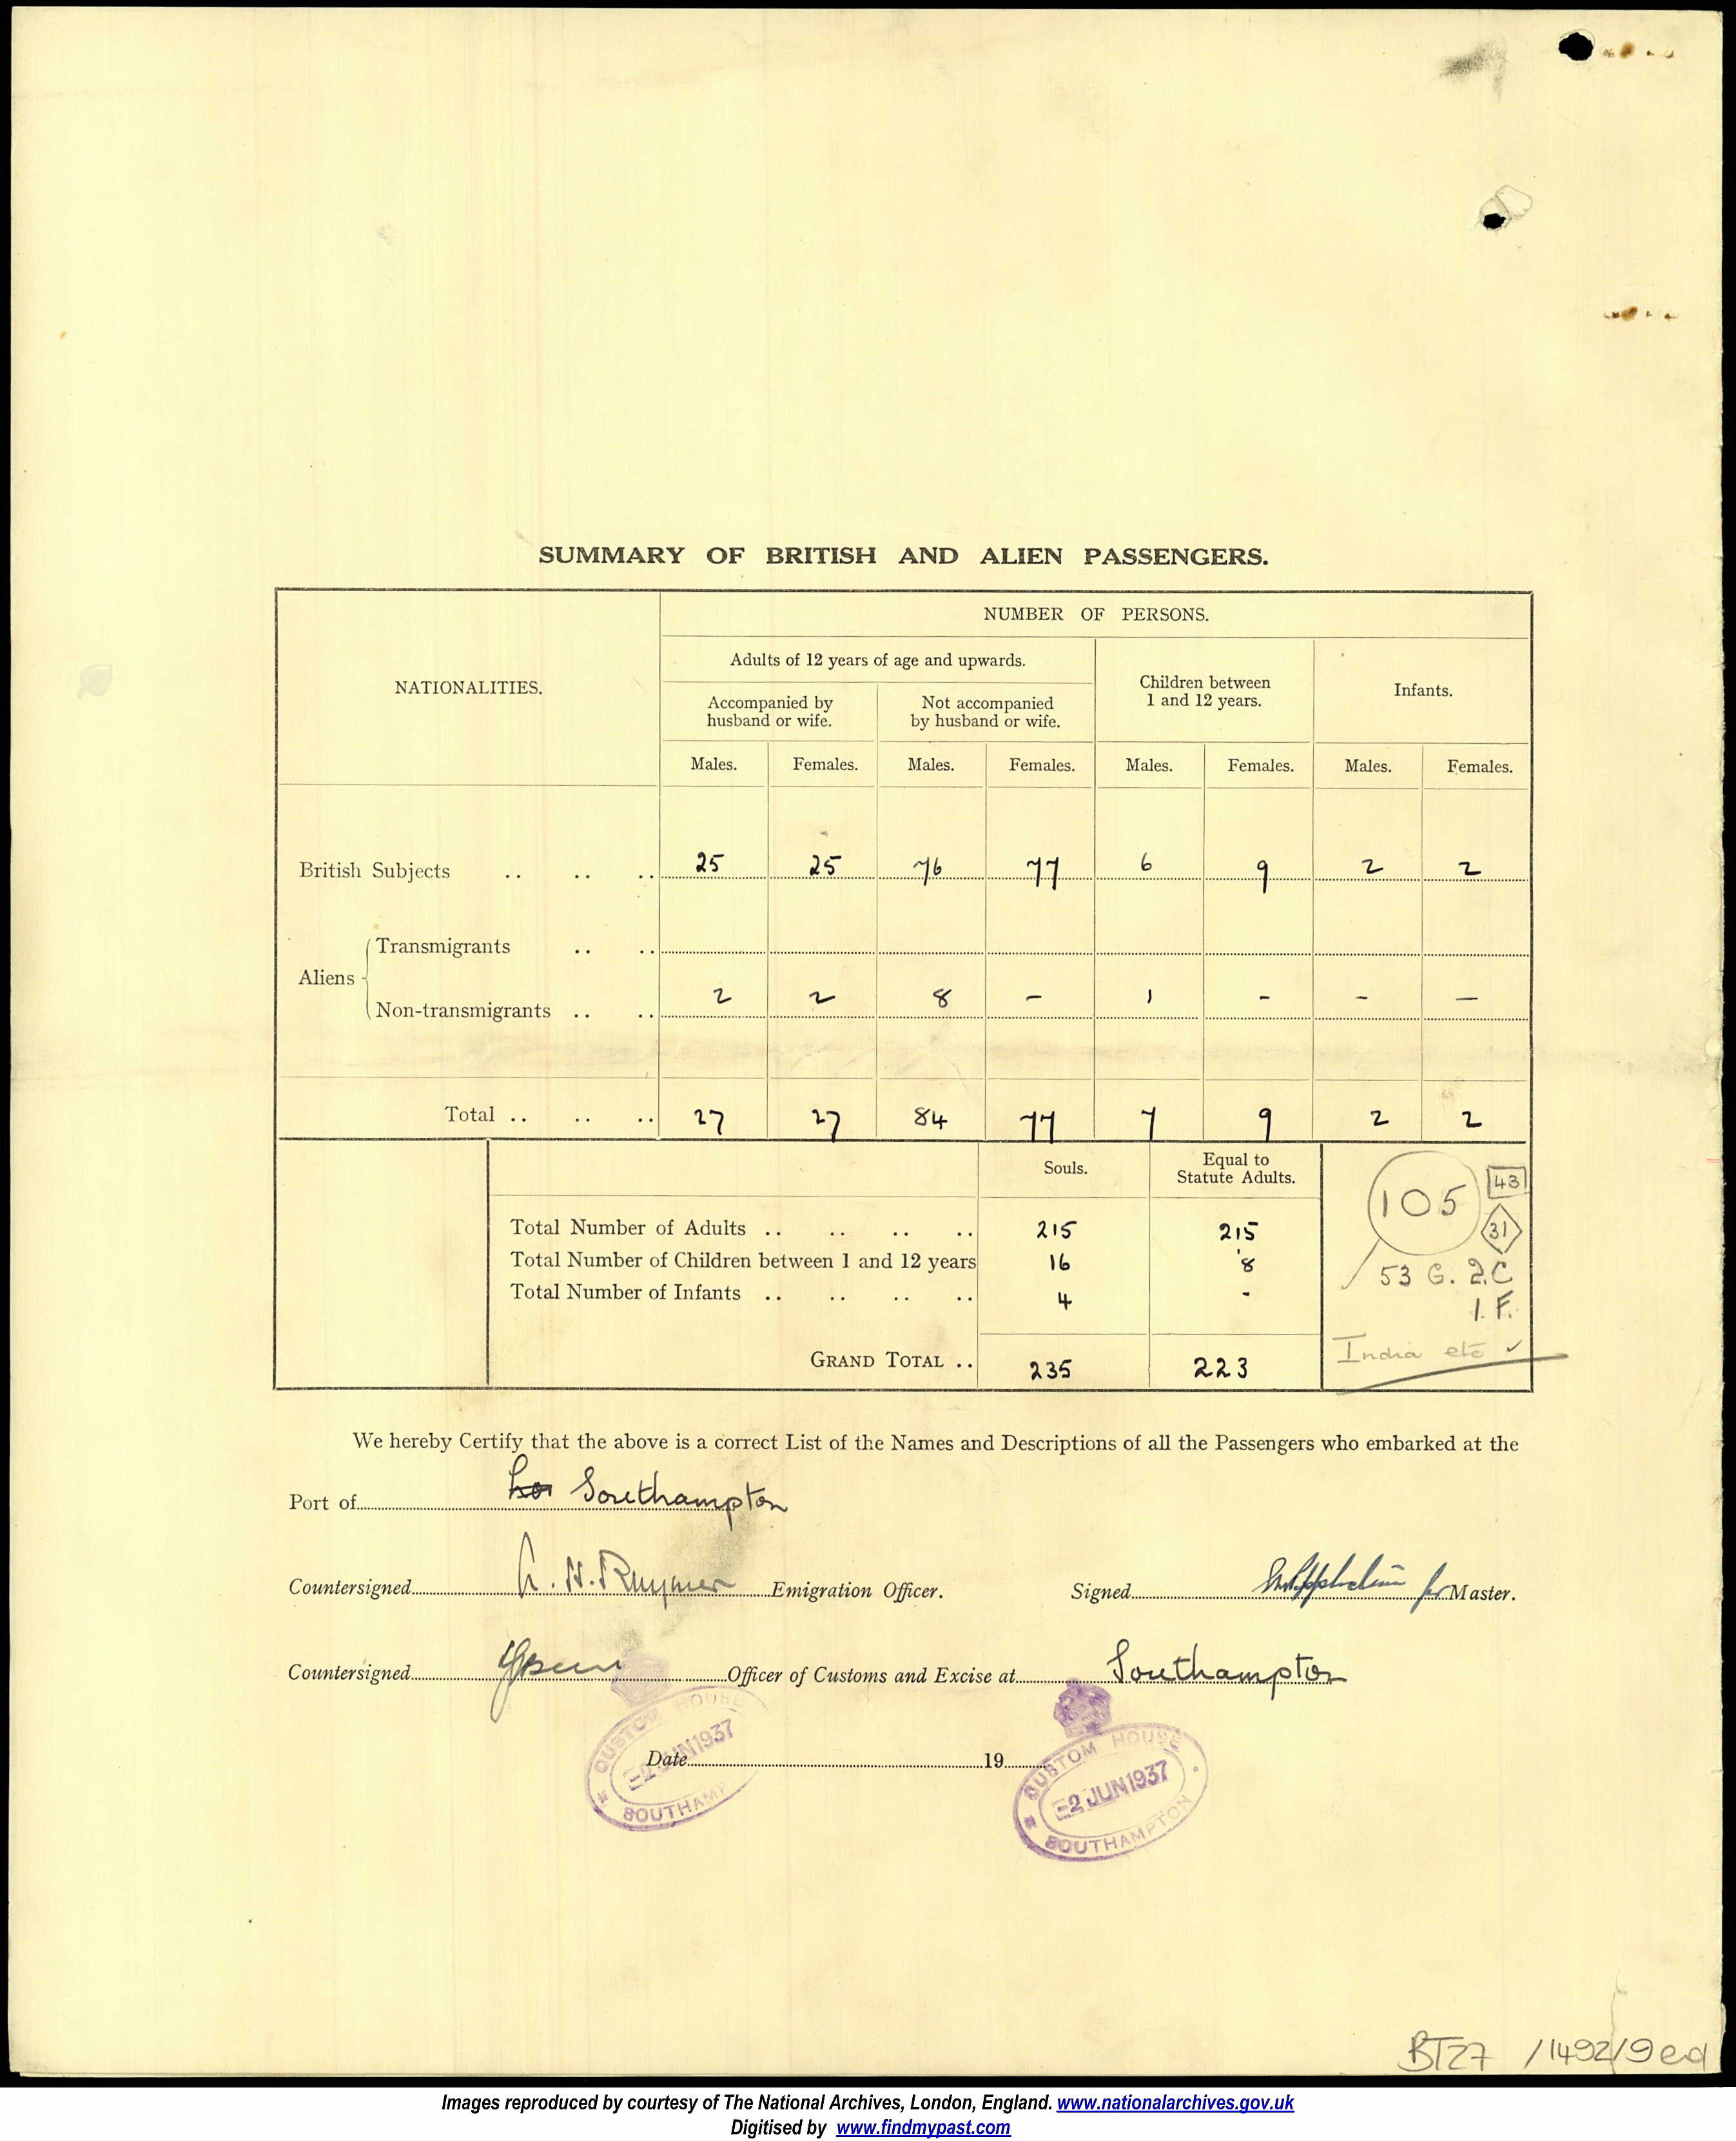 SUMMARY OF BRITISH AND ALIEN PASSENGERS.
NUMBER OF PERSONS.
NATIONALITIES.
Adults of 12 years of age and upwards.
Children between 1 and 12 years.
Infants.
Accompanied by husband or wife.
Not accompanied by husband or wife.
Males. Females. Males. Females. Males. Females. Males. Females.
British Subjects .. .. .. 25 25 76 77 6 9 2 2
Aliens
Transmigrants .. ..
Non-transmigrants .. .. 2 2 8 - 1 - - -
Total .. .. .. 27 27 84 77 7 9 2 2
Souls. Equal to Statute Adults.
Total Number of Adults .. .. .. .. 215 215
Total Number of Children between 1 and 12 years 16 8
Total Number of Infants .. .. .. .. 4 -
GRAND TOTAL .. 235 223
105 43
31
53 G. 2.C
1. F.
India etc ✓
We hereby Certify that the above is a correct List of the Names and Descriptions of all the Passengers who embarked at the
Port of Southampton
Countersigned Emigration Officer. Signed for Master.
Countersigned Officer of Customs and Excise at Southampton
Date 19
CUSTOM HOUSE
2 JUN 1937
SOUTHAMP
CUSTOM HOUSE
2 JUN 1937
SOUTHAMPTON
BT27 /1492/9
Images reproduced by courtesy of The National Archives, London, England. www.nationalarchives.gov.uk
Digitised by www.findmypast.com